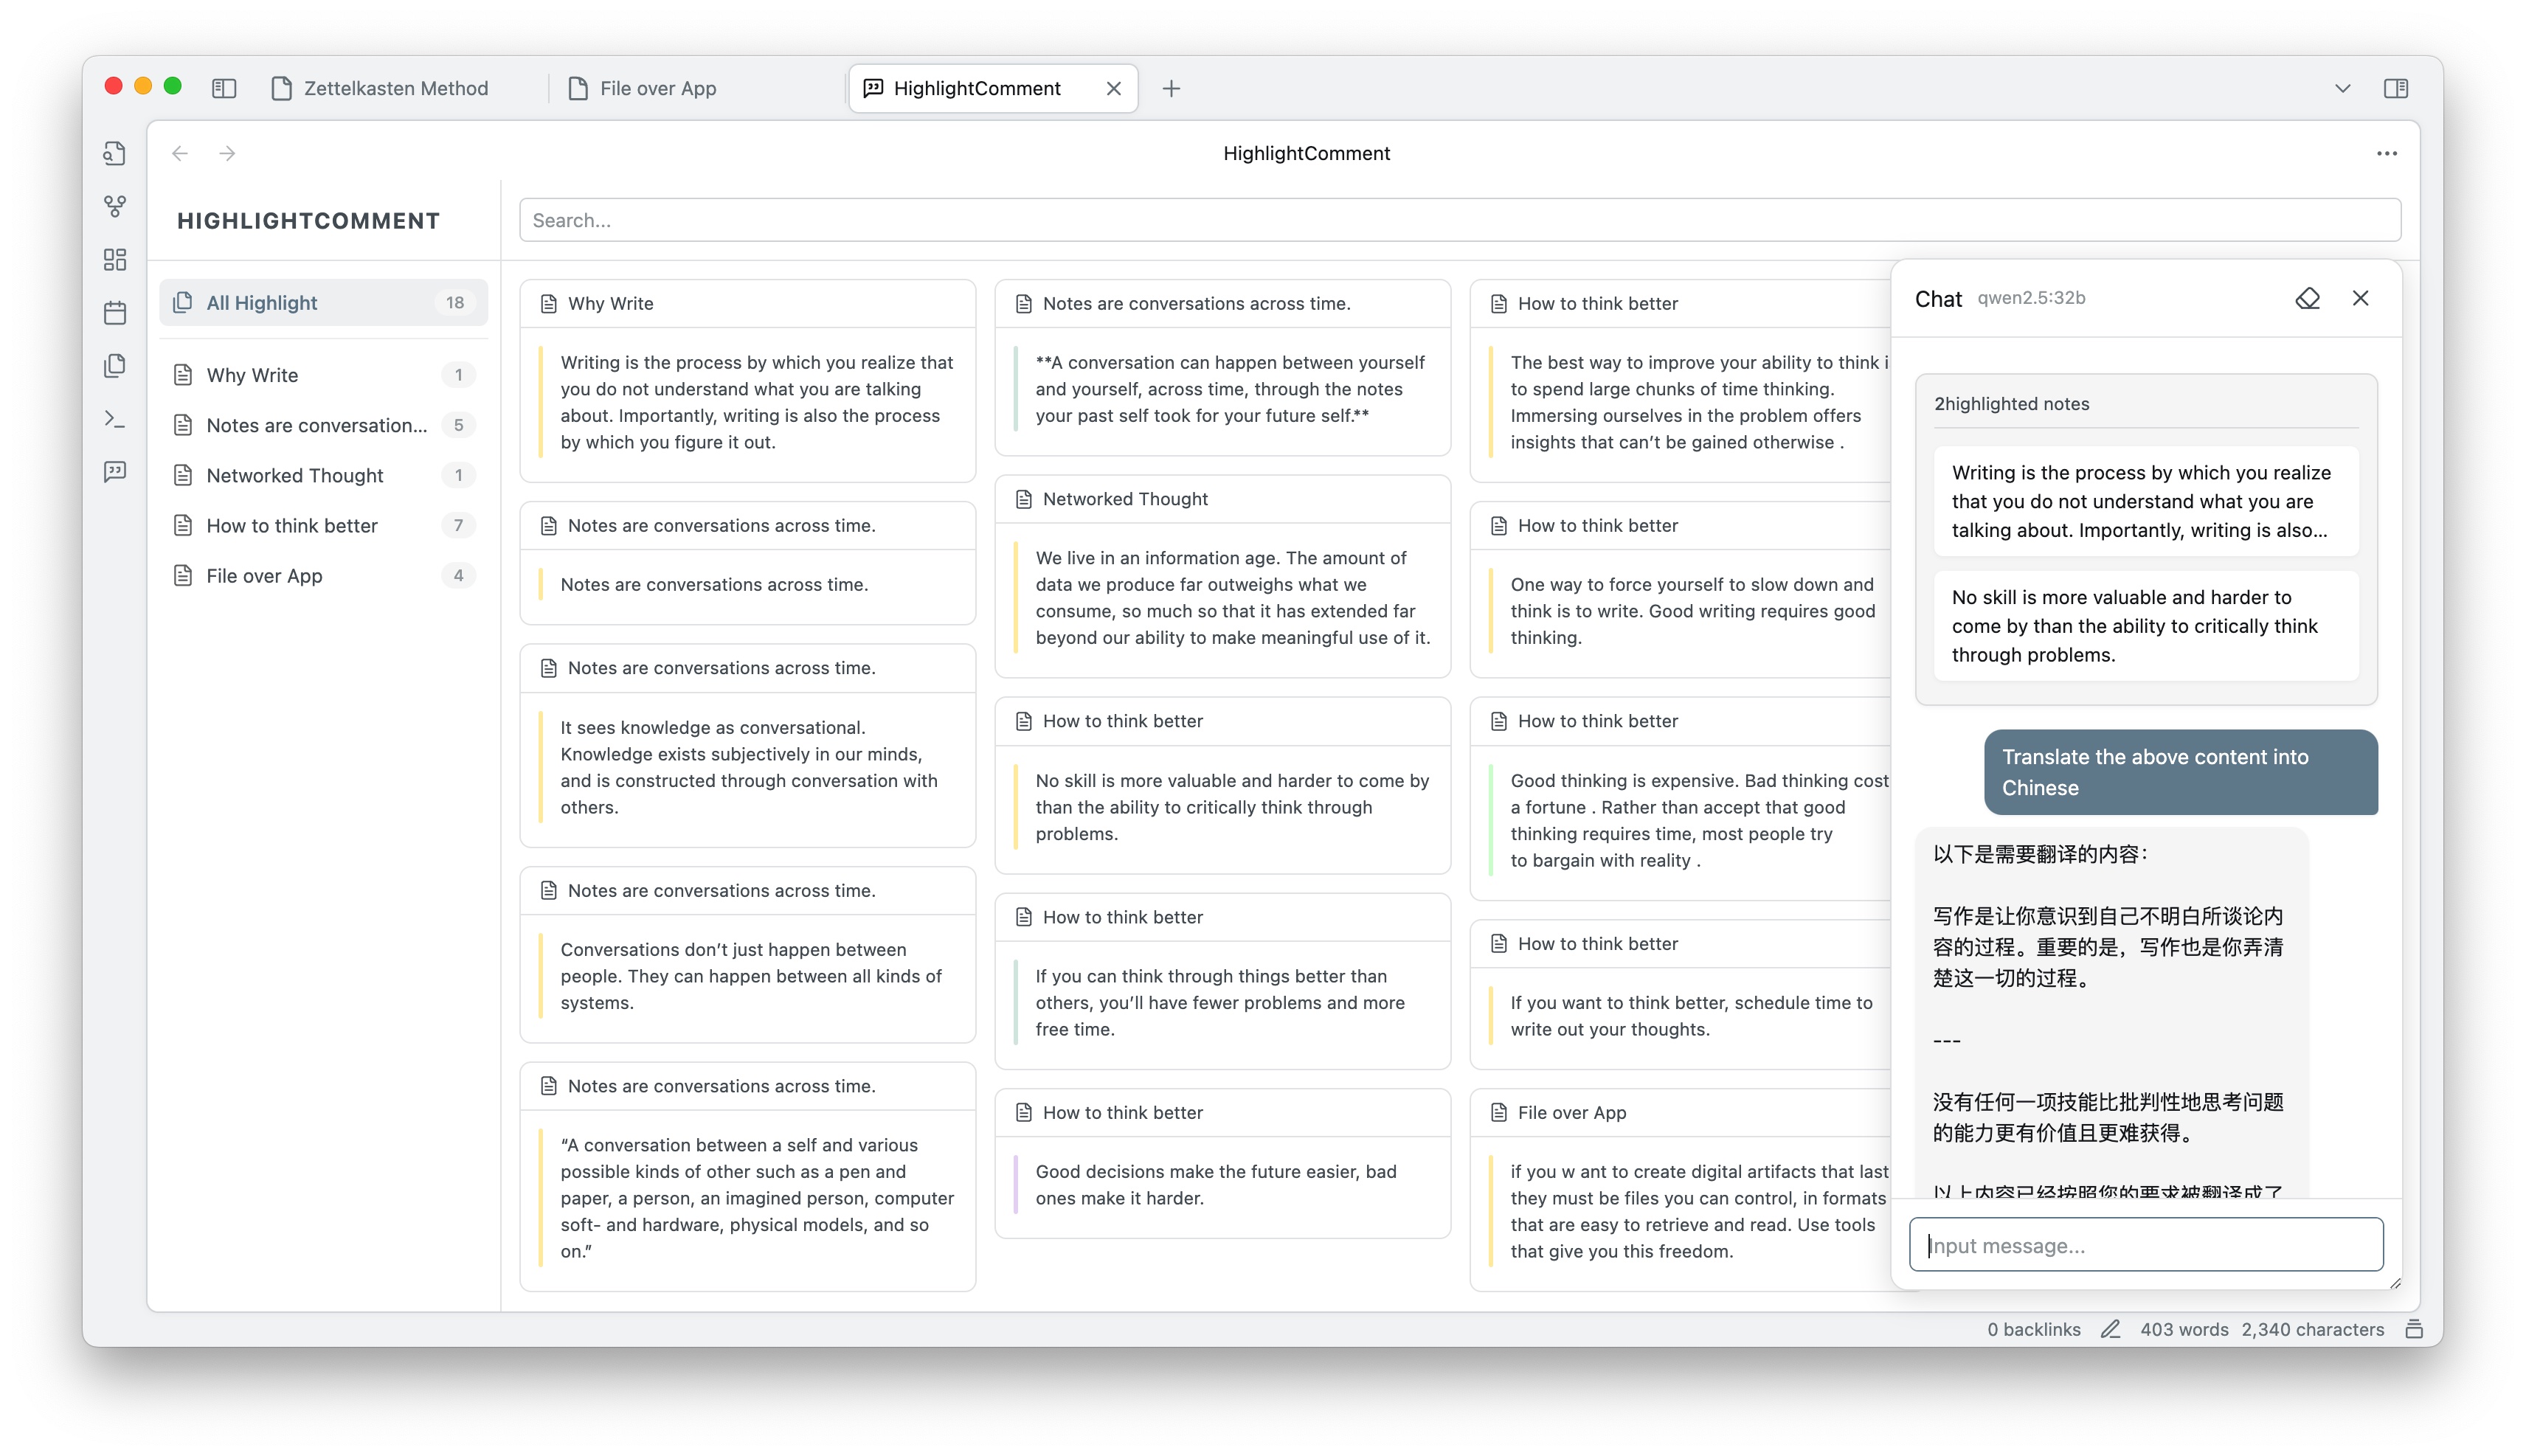 Zettelkasten Method
File over App
HighlightComment
HighlightComment
HIGHLIGHTCOMMENT
Search...
All Highlight 18
Why Write 1
Notes are conversation... 5
Networked Thought 1
How to think better 7
File over App 4
Why Write
Writing is the process by which you realize that
you do not understand what you are talking
about. Importantly, writing is also the process
by which you figure it out.
Notes are conversations across time.
Notes are conversations across time.
Notes are conversations across time.
It sees knowledge as conversational.
Knowledge exists subjectively in our minds,
and is constructed through conversation with
others.
Notes are conversations across time.
Conversations don’t just happen between
people. They can happen between all kinds of
systems.
Notes are conversations across time.
“A conversation between a self and various
possible kinds of other such as a pen and
paper, a person, an imagined person, computer
soft- and hardware, physical models, and so
on.”
Notes are conversations across time.
**A conversation can happen between yourself
and yourself, across time, through the notes
your past self took for your future self.**
Networked Thought
We live in an information age. The amount of
data we produce far outweighs what we
consume, so much so that it has extended far
beyond our ability to make meaningful use of it.
How to think better
No skill is more valuable and harder to come by
than the ability to critically think through
problems.
How to think better
If you can think through things better than
others, you’ll have fewer problems and more
free time.
How to think better
Good decisions make the future easier, bad
ones make it harder.
How to think better
The best way to improve your ability to think i
to spend large chunks of time thinking.
Immersing ourselves in the problem offers
insights that can’t be gained otherwise .
How to think better
One way to force yourself to slow down and
think is to write. Good writing requires good
thinking.
How to think better
Good thinking is expensive. Bad thinking cost
a fortune . Rather than accept that good
thinking requires time, most people try
to bargain with reality .
How to think better
If you want to think better, schedule time to
write out your thoughts.
File over App
if you w ant to create digital artifacts that last
they must be files you can control, in formats
that are easy to retrieve and read. Use tools
that give you this freedom.
Chat qwen2.5:32b
2highlighted notes
Writing is the process by which you realize
that you do not understand what you are
talking about. Importantly, writing is also...
No skill is more valuable and harder to
come by than the ability to critically think
through problems.
Translate the above content into
Chinese
以下是需要翻译的内容：
写作是让你意识到自己不明白所谈论内
容的过程。重要的是，写作也是你弄清
楚这一切的过程。
---
没有任何一项技能比批判性地思考问题
的能力更有价值且更难获得。
以上内容已经按照您的要求被翻译成了
Input message...
0 backlinks 403 words 2,340 characters